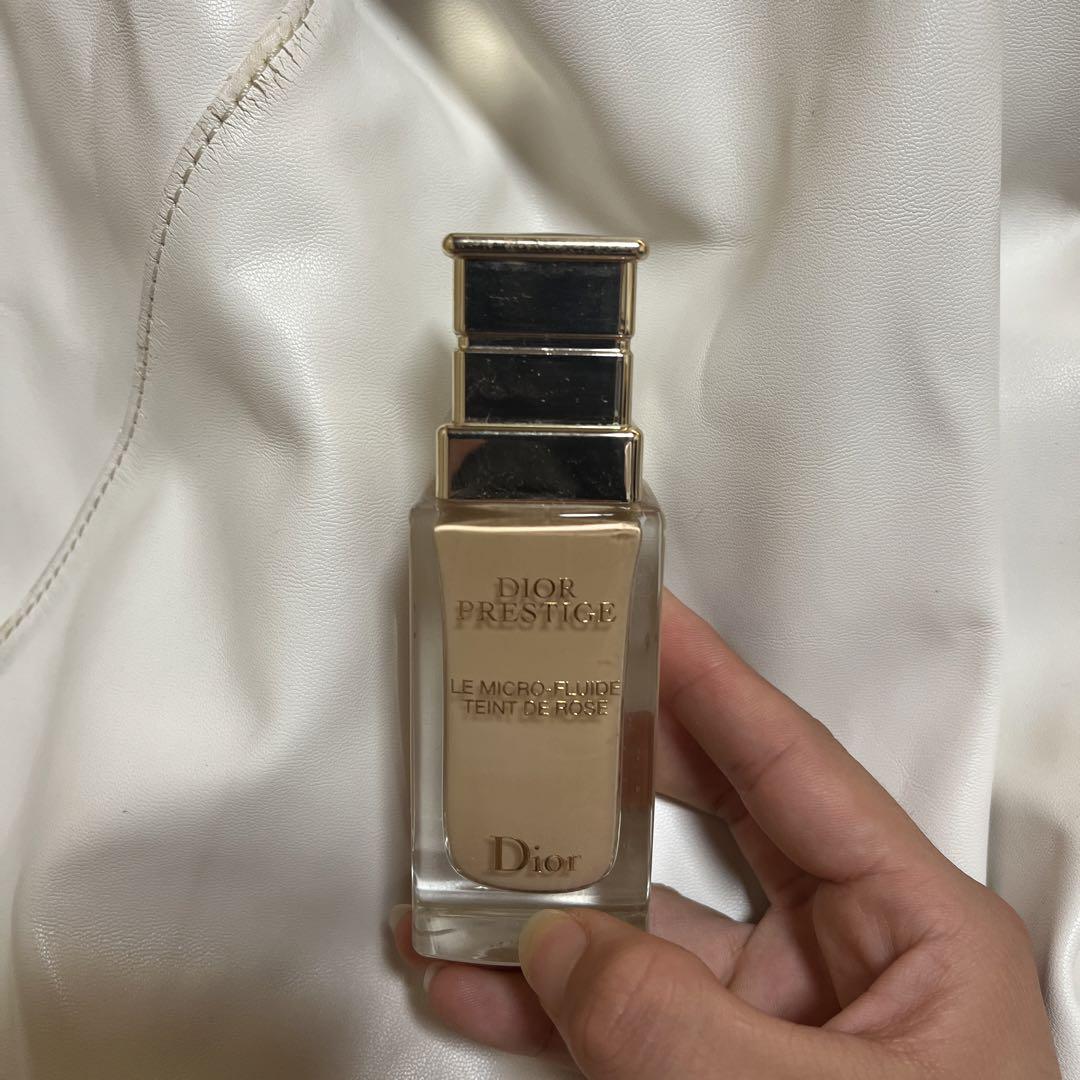 DIOR
PRESTIGE
LE MICRO-FLUIDE
TEINT DE ROSE
Dior